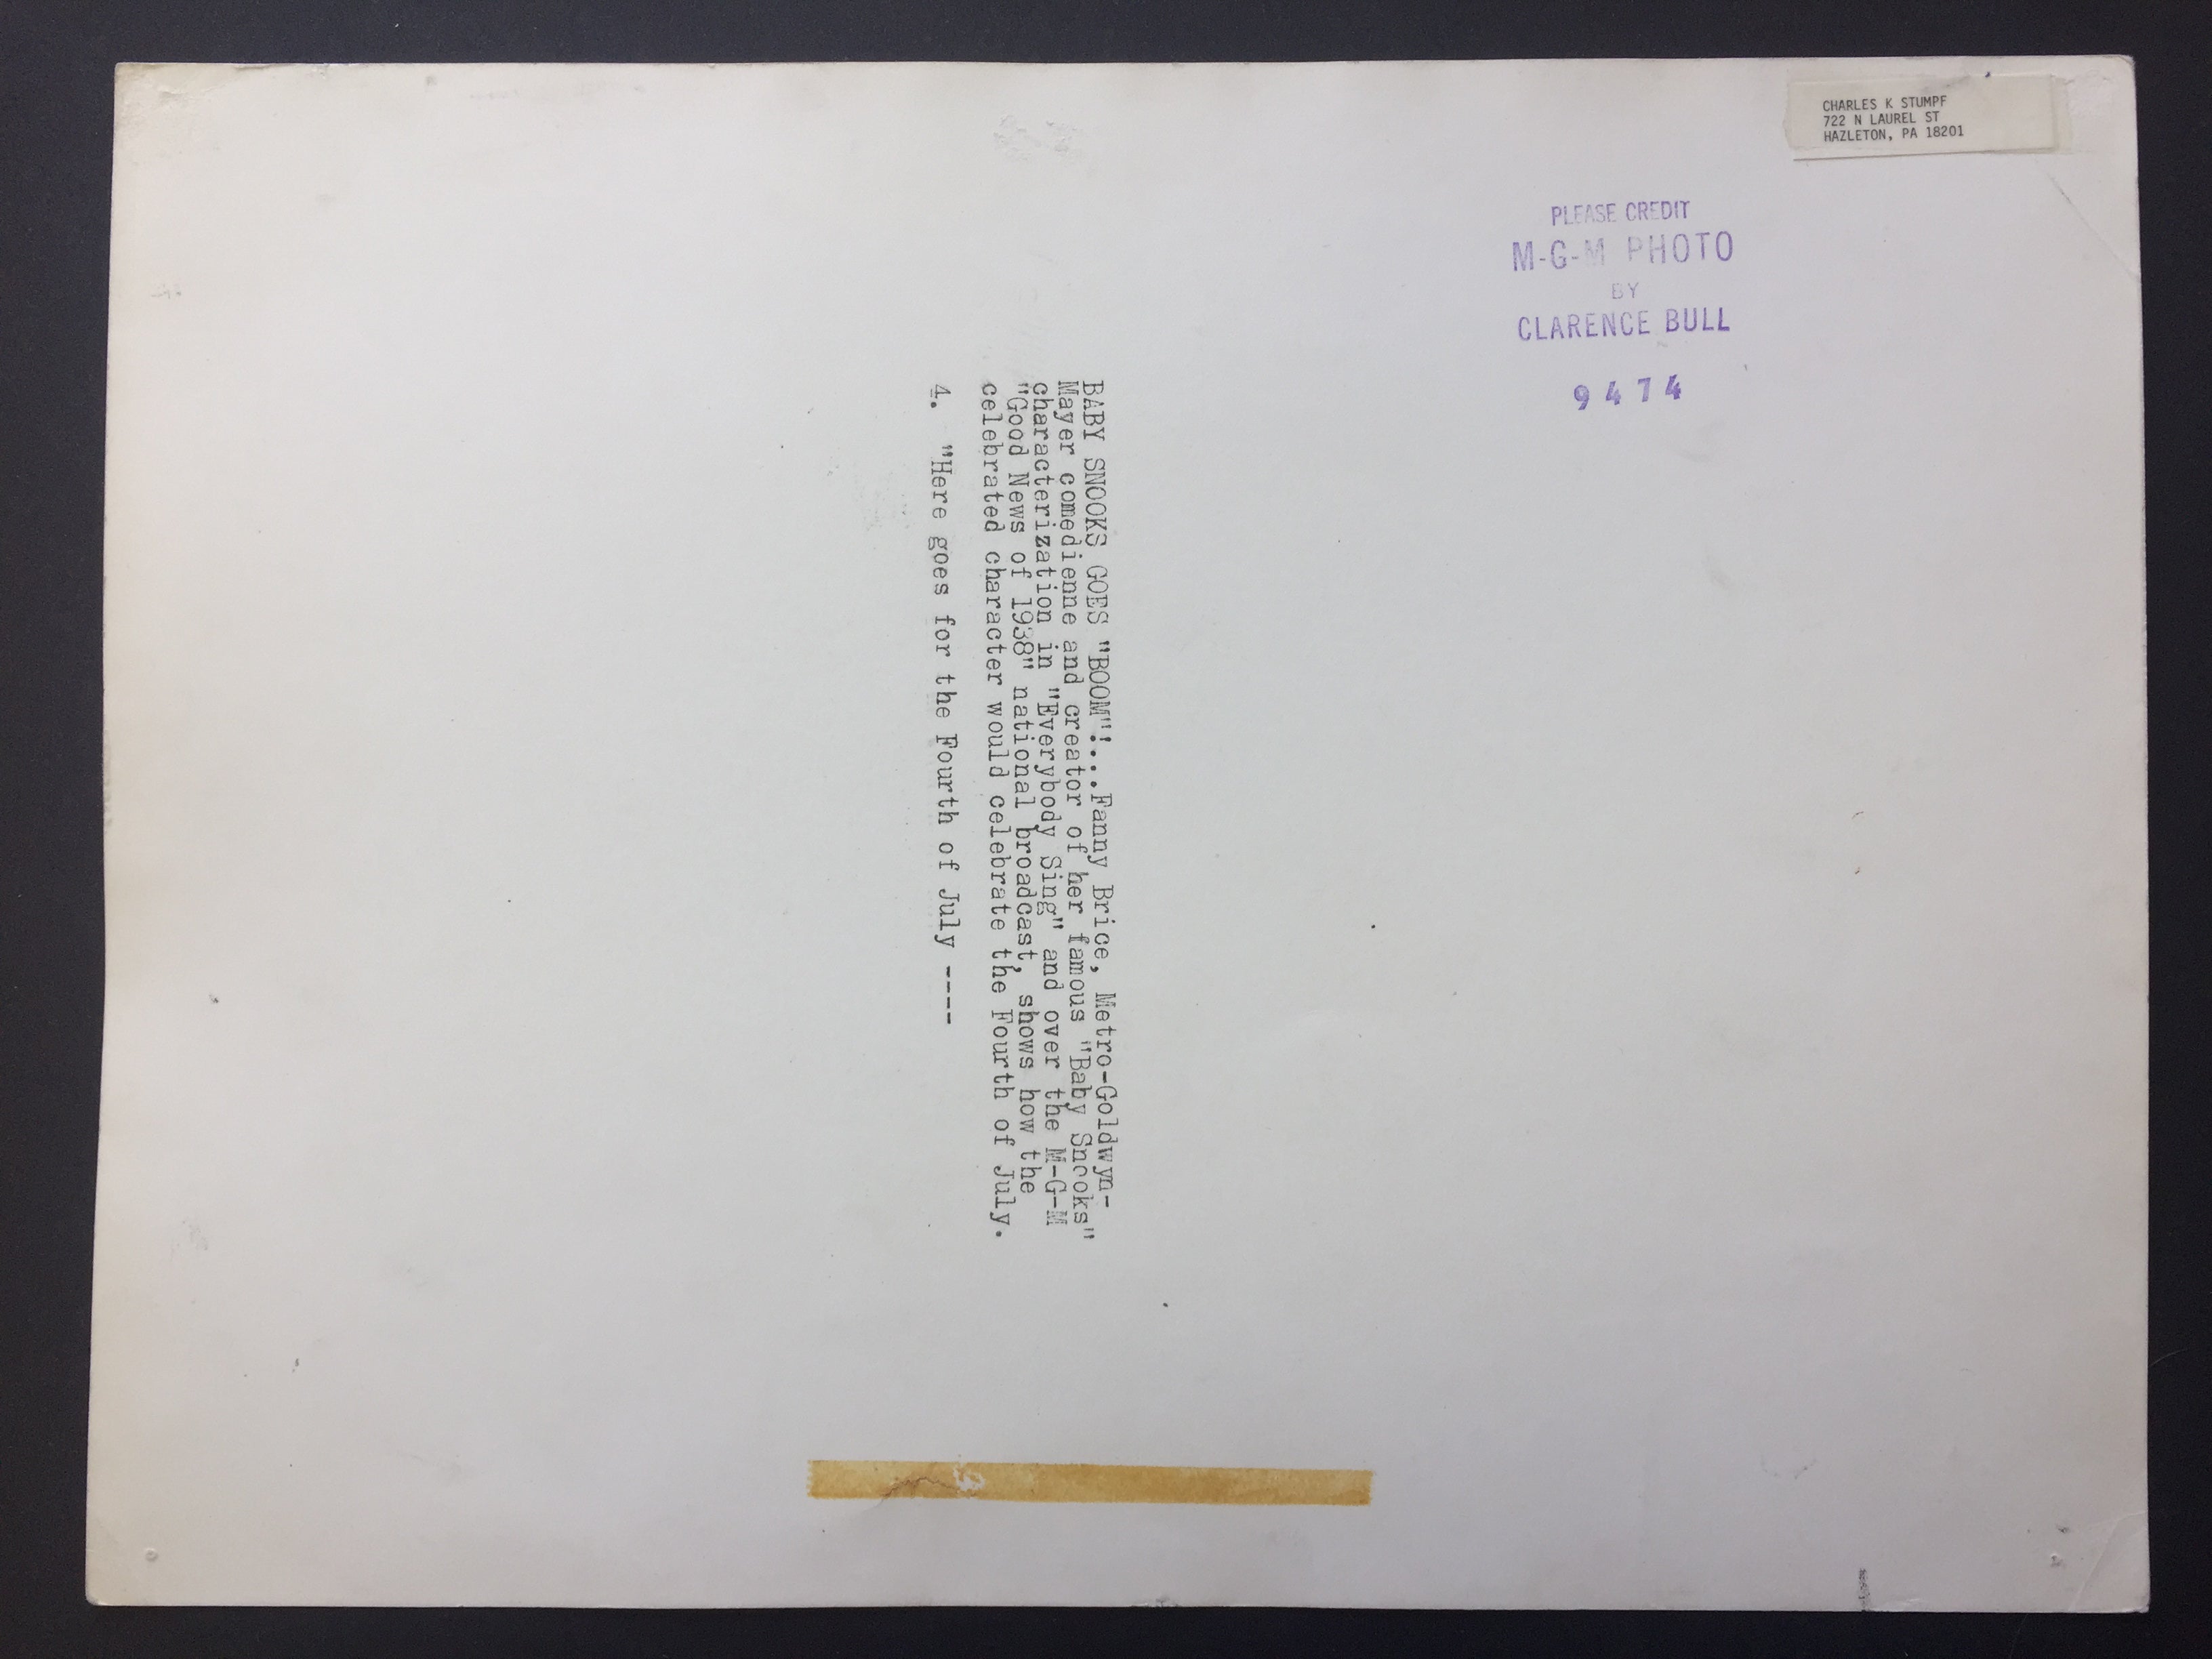 CHARLES K STUMPF
722 N LAUREL ST
HAZLETON, PA 18201
PLEASE CREDIT
M-G-M PHOTO
BY
CLARENCE BULL
9474
BABY SNOOKS GOES "BOOM"!....Fanny Brice, Metro-Goldwyn-
Mayer comedienne and creator of her famous "Baby Snooks"
characterization in "Everybody Sing" and over the M-G-M
"Good News of 1938" national broadcast, shows how the
celebrated character would celebrate the Fourth of July.
4. "Here goes for the Fourth of July ----